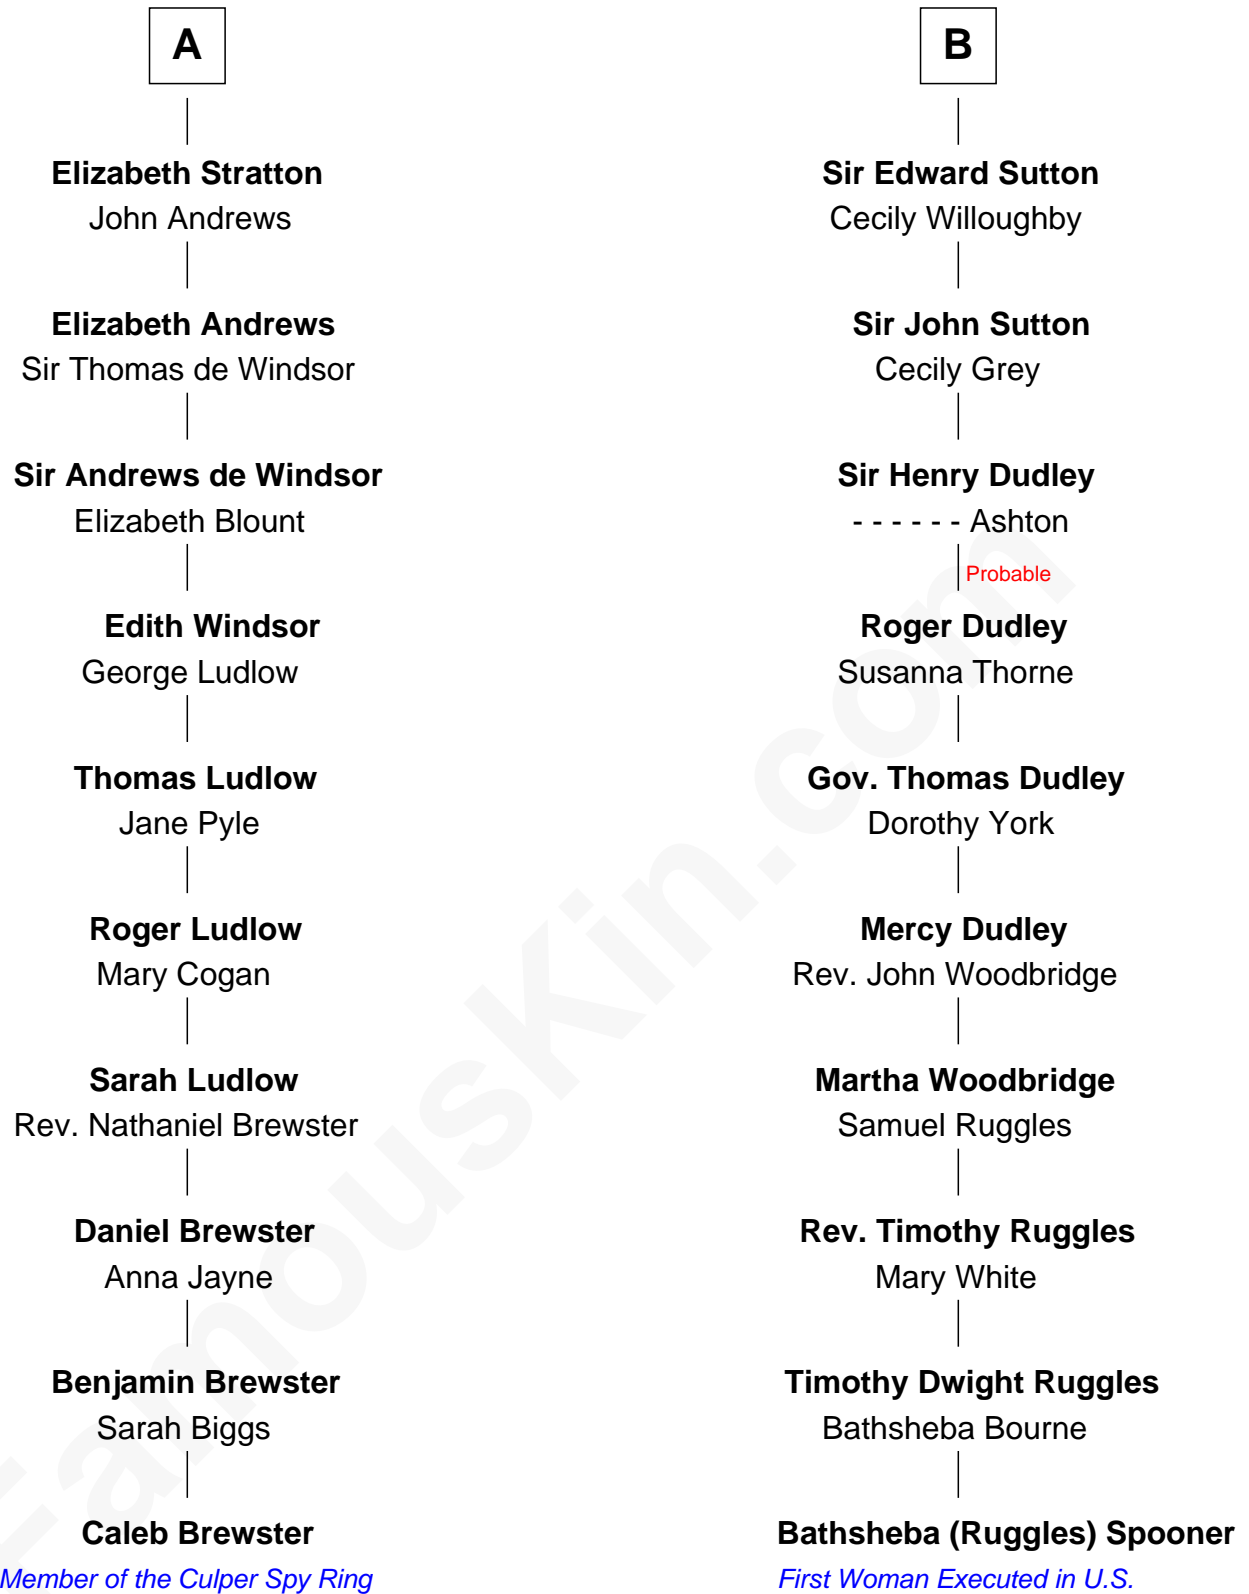 A
Elizabeth Stratton
John Andrews
Elizabeth Andrews
Sir Thomas de Windsor
Sir Andrews de Windsor
Elizabeth Blount
Edith Windsor
George Ludlow
Thomas Ludlow
Jane Pyle
Roger Ludlow
Mary Cogan
Sarah Ludlow
Rev. Nathaniel Brewster
Daniel Brewster
Anna Jayne
Benjamin Brewster
Sarah Biggs
Caleb Brewster
Member of the Culper Spy Ring
B
Sir Edward Sutton
Cecily Willoughby
Sir John Sutton
Cecily Grey
Sir Henry Dudley
- - - - - - Ashton
Probable
Roger Dudley
Susanna Thorne
Gov. Thomas Dudley
Dorothy York
Mercy Dudley
Rev. John Woodbridge
Martha Woodbridge
Samuel Ruggles
Rev. Timothy Ruggles
Mary White
Timothy Dwight Ruggles
Bathsheba Bourne
Bathsheba (Ruggles) Spooner
First Woman Executed in U.S.
FamousKin.com